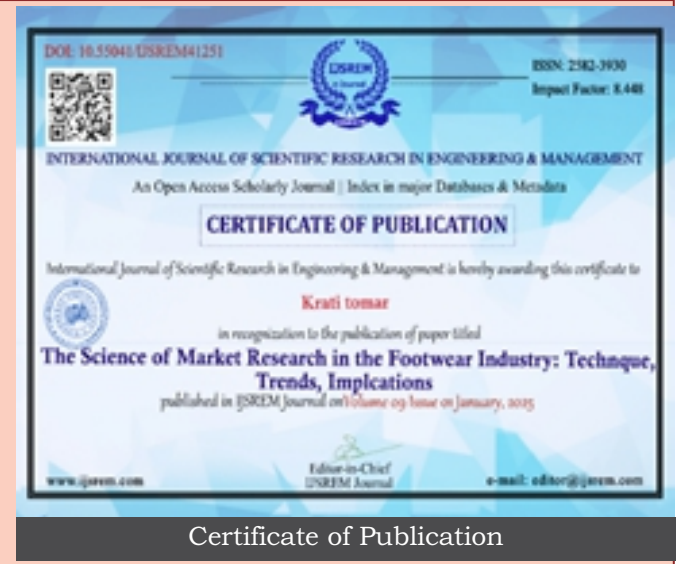 DOI: 10.55041/IJSREM41251
IJSREM
e-Journal
ISSN: 2582-3930
Impact Factor: 8.448
INTERNATIONAL JOURNAL OF SCIENTIFIC RESEARCH IN ENGINEERING & MANAGEMENT
An Open Access Scholarly Journal | Index in major Databases & Metadata
CERTIFICATE OF PUBLICATION
International Journal of Scientific Research in Engineering & Management is hereby awarding this certificate to
Krati tomar
in recognition to the publication of paper titled
The Science of Market Research in the Footwear Industry: Technque,
Trends, Implcations
published in IJSREM Journal on Volume 09 Issue 01 January, 2025
Editor-in-Chief
IJSREM Journal
www.ijsrem.com
e-mail: editor@ijsrem.com
Certificate of Publication